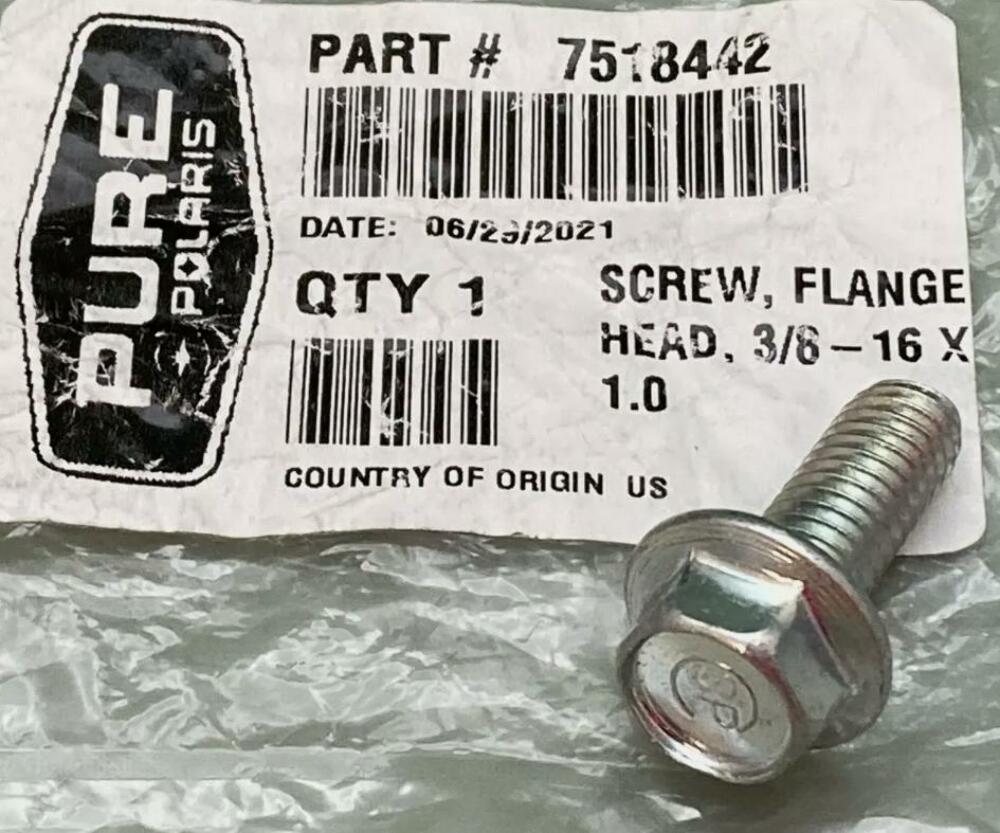 PURE
POLARIS
PART # 7518442
DATE: 06/23/2021
QTY 1
SCREW, FLANGE
HEAD, 3/8-16 X
1.0
COUNTRY OF ORIGIN US